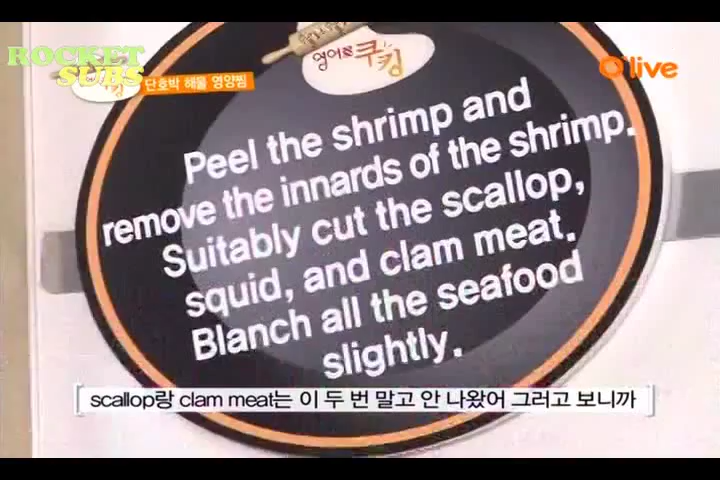 ROCKET
SUBS
쿠킹
단호박 해물 영양찜
영어로
쿠킹
O'live
Peel the shrimp and
remove the innards of the shrimp.
Suitably cut the scallop,
squid, and clam meat.
Blanch all the seafood
slightly.
scallop랑 clam meat는 이 두 번 말고 안 나왔어 그러고 보니까